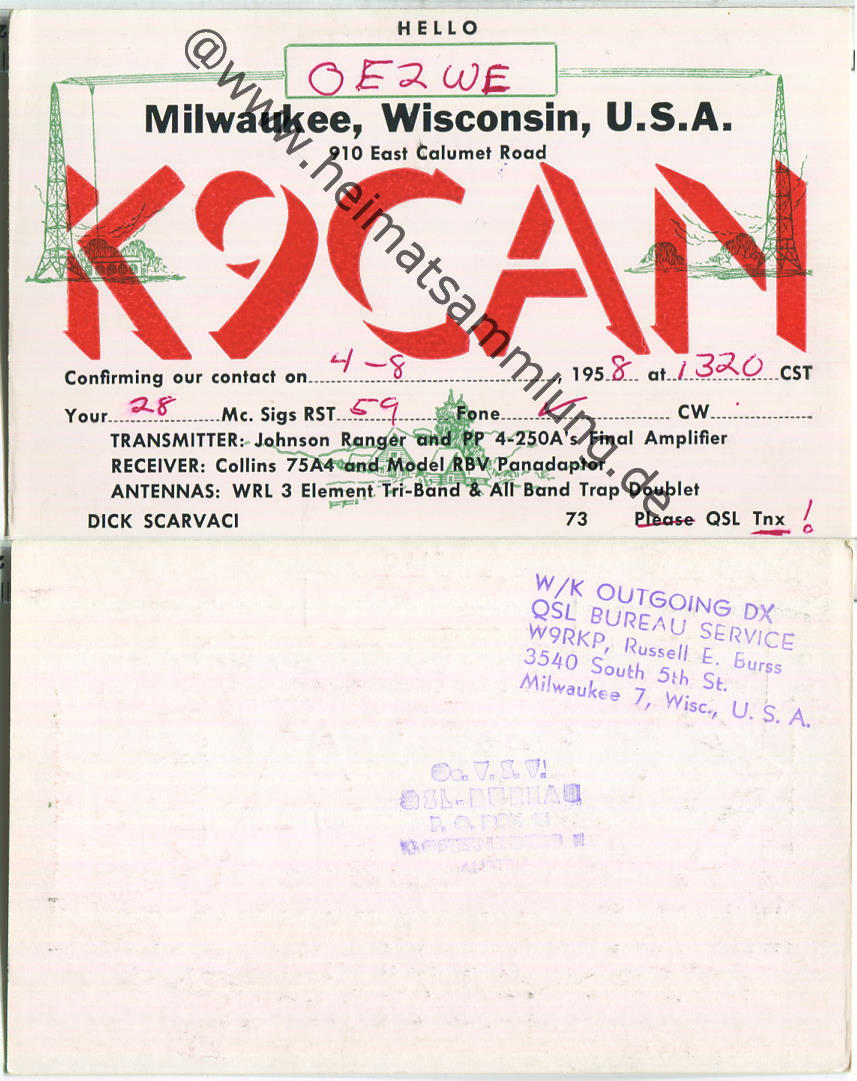 HELLO
OE2WE
Milwaukee, Wisconsin, U.S.A.
910 East Calumet Road
K9CAM
Confirming our contact on 4-8, 1958 at 1320 CST
Your 28 Mc. Sigs RST 59 Fone ✓ CW
TRANSMITTER: Johnson Ranger and PP 4-250A's Final Amplifier
RECEIVER: Collins 75A4 and Model RBV Panadaptor
ANTENNAS: WRL 3 Element Tri-Band & All Band Trap Doublet
DICK SCARVACI 73 Please QSL Tnx !
@www.heimatsammlung.de
W/K OUTGOING DX
QSL BUREAU SERVICE
W9RKP, Russell E. Burss
3540 South 5th St.
Milwaukee 7, Wisc., U. S. A.
Oe. V. S. V.
QSL-BUREAU
P. O. BOX